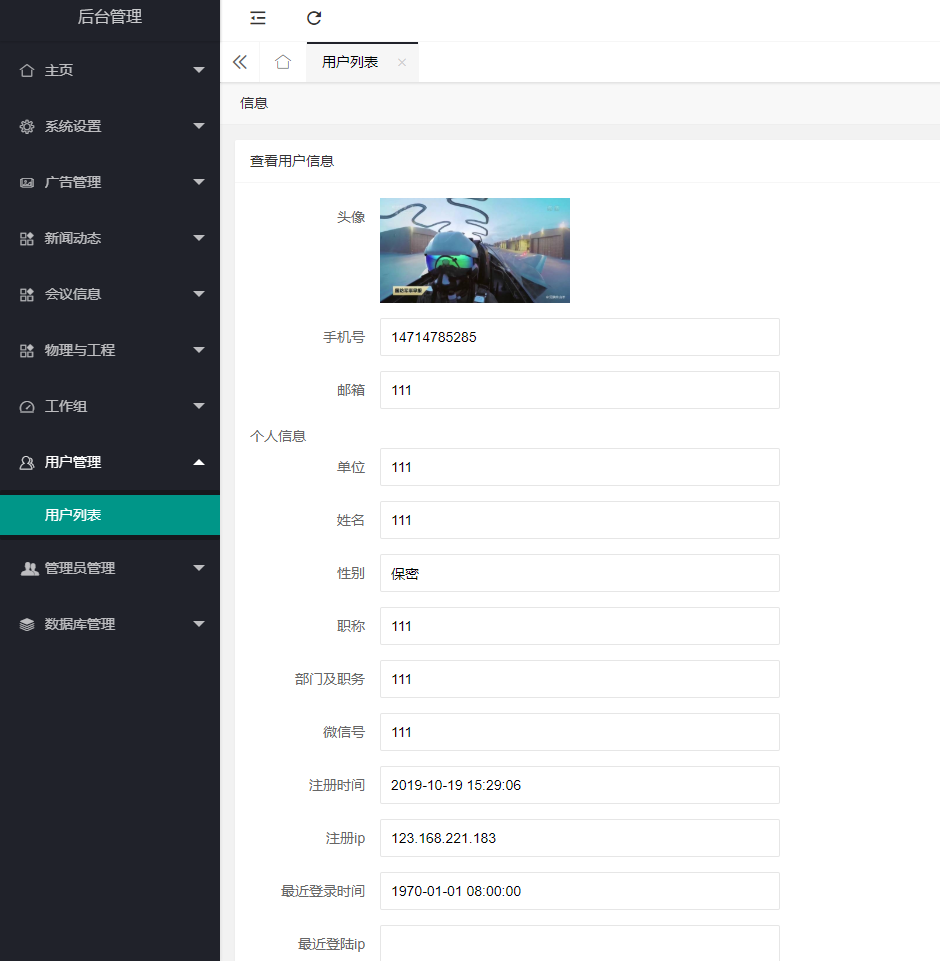 后台管理
用户列表
信息
主页
系统设置
广告管理
新闻动态
会议信息
物理与工程
工作组
用户管理
用户列表
管理员管理
数据库管理
查看用户信息
头像
手机号 14714785285
邮箱 111
个人信息
单位 111
姓名 111
性别 保密
职称 111
部门及职务 111
微信号 111
注册时间 2019-10-19 15:29:06
注册ip 123.168.221.183
最近登录时间 1970-01-01 08:00:00
最近登陆ip